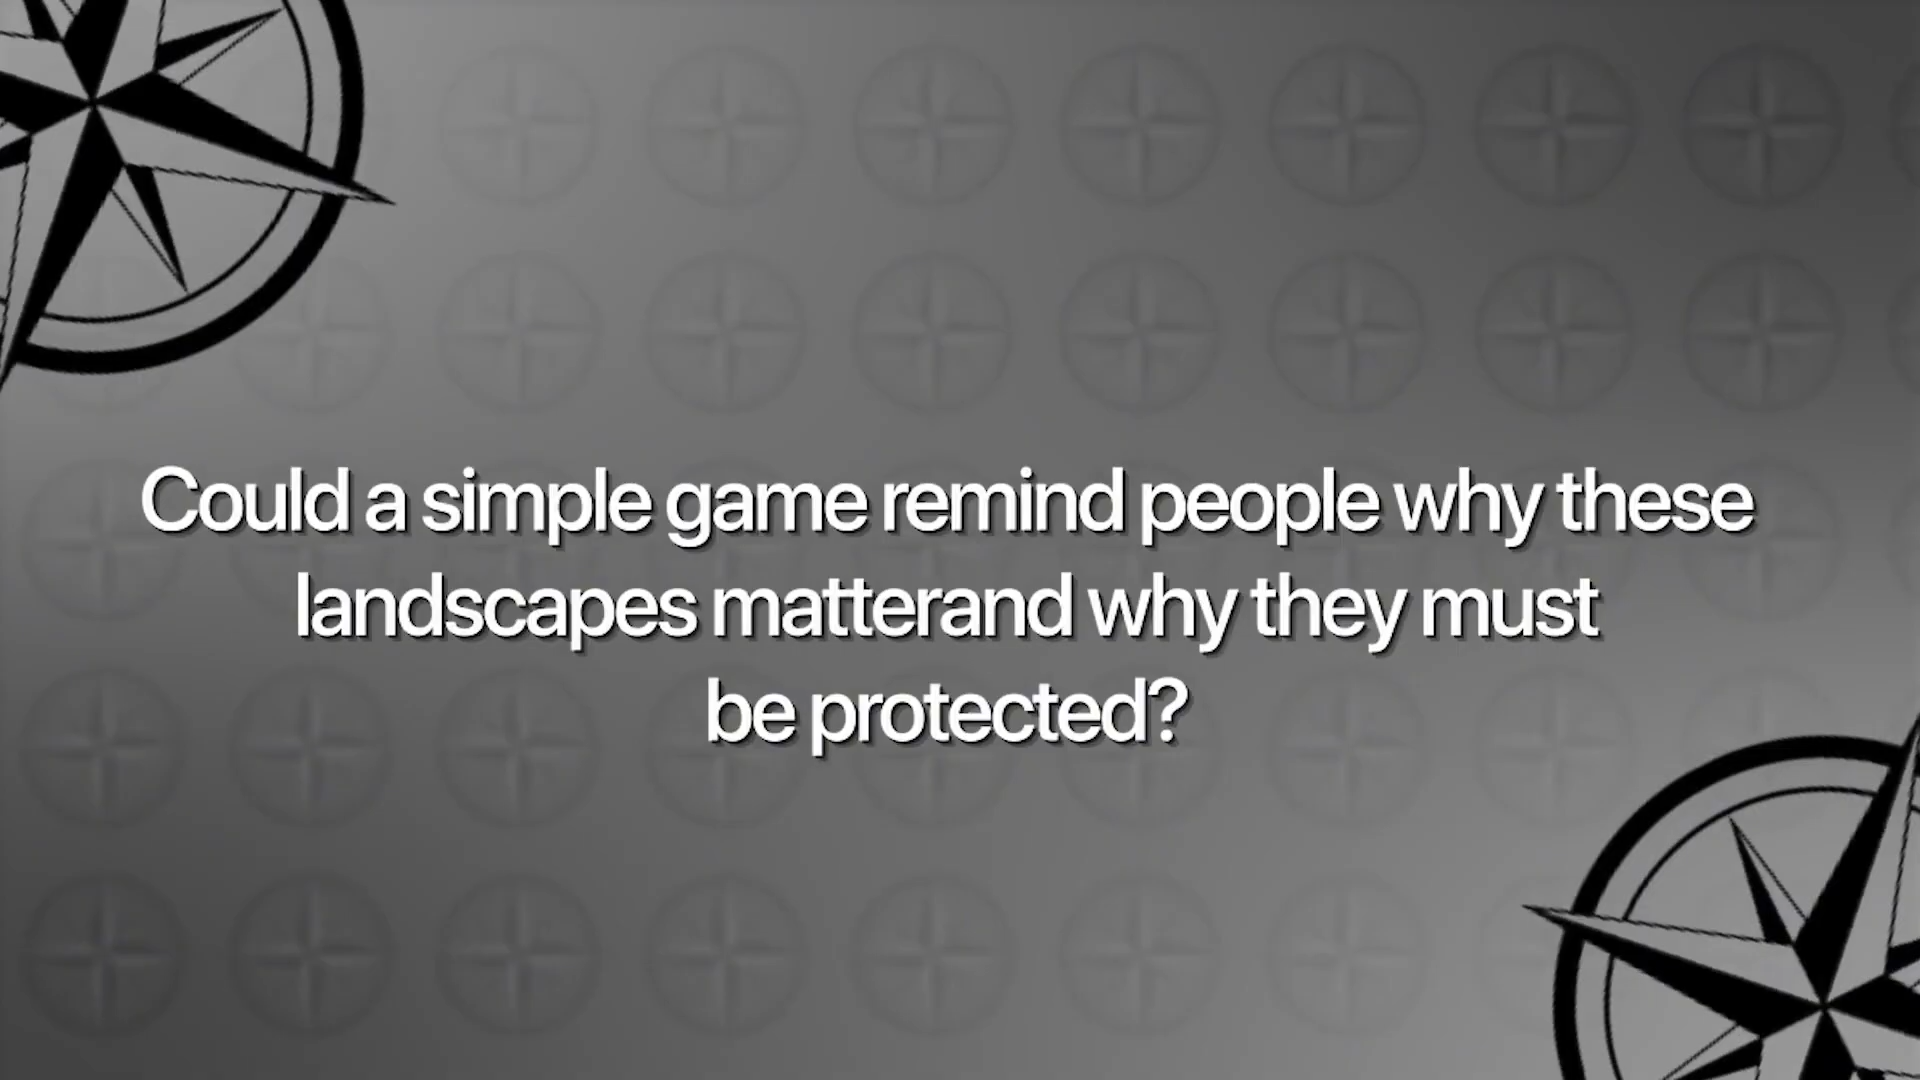 Could a simple game remind people why these
landscapes matterand why they must
be protected?